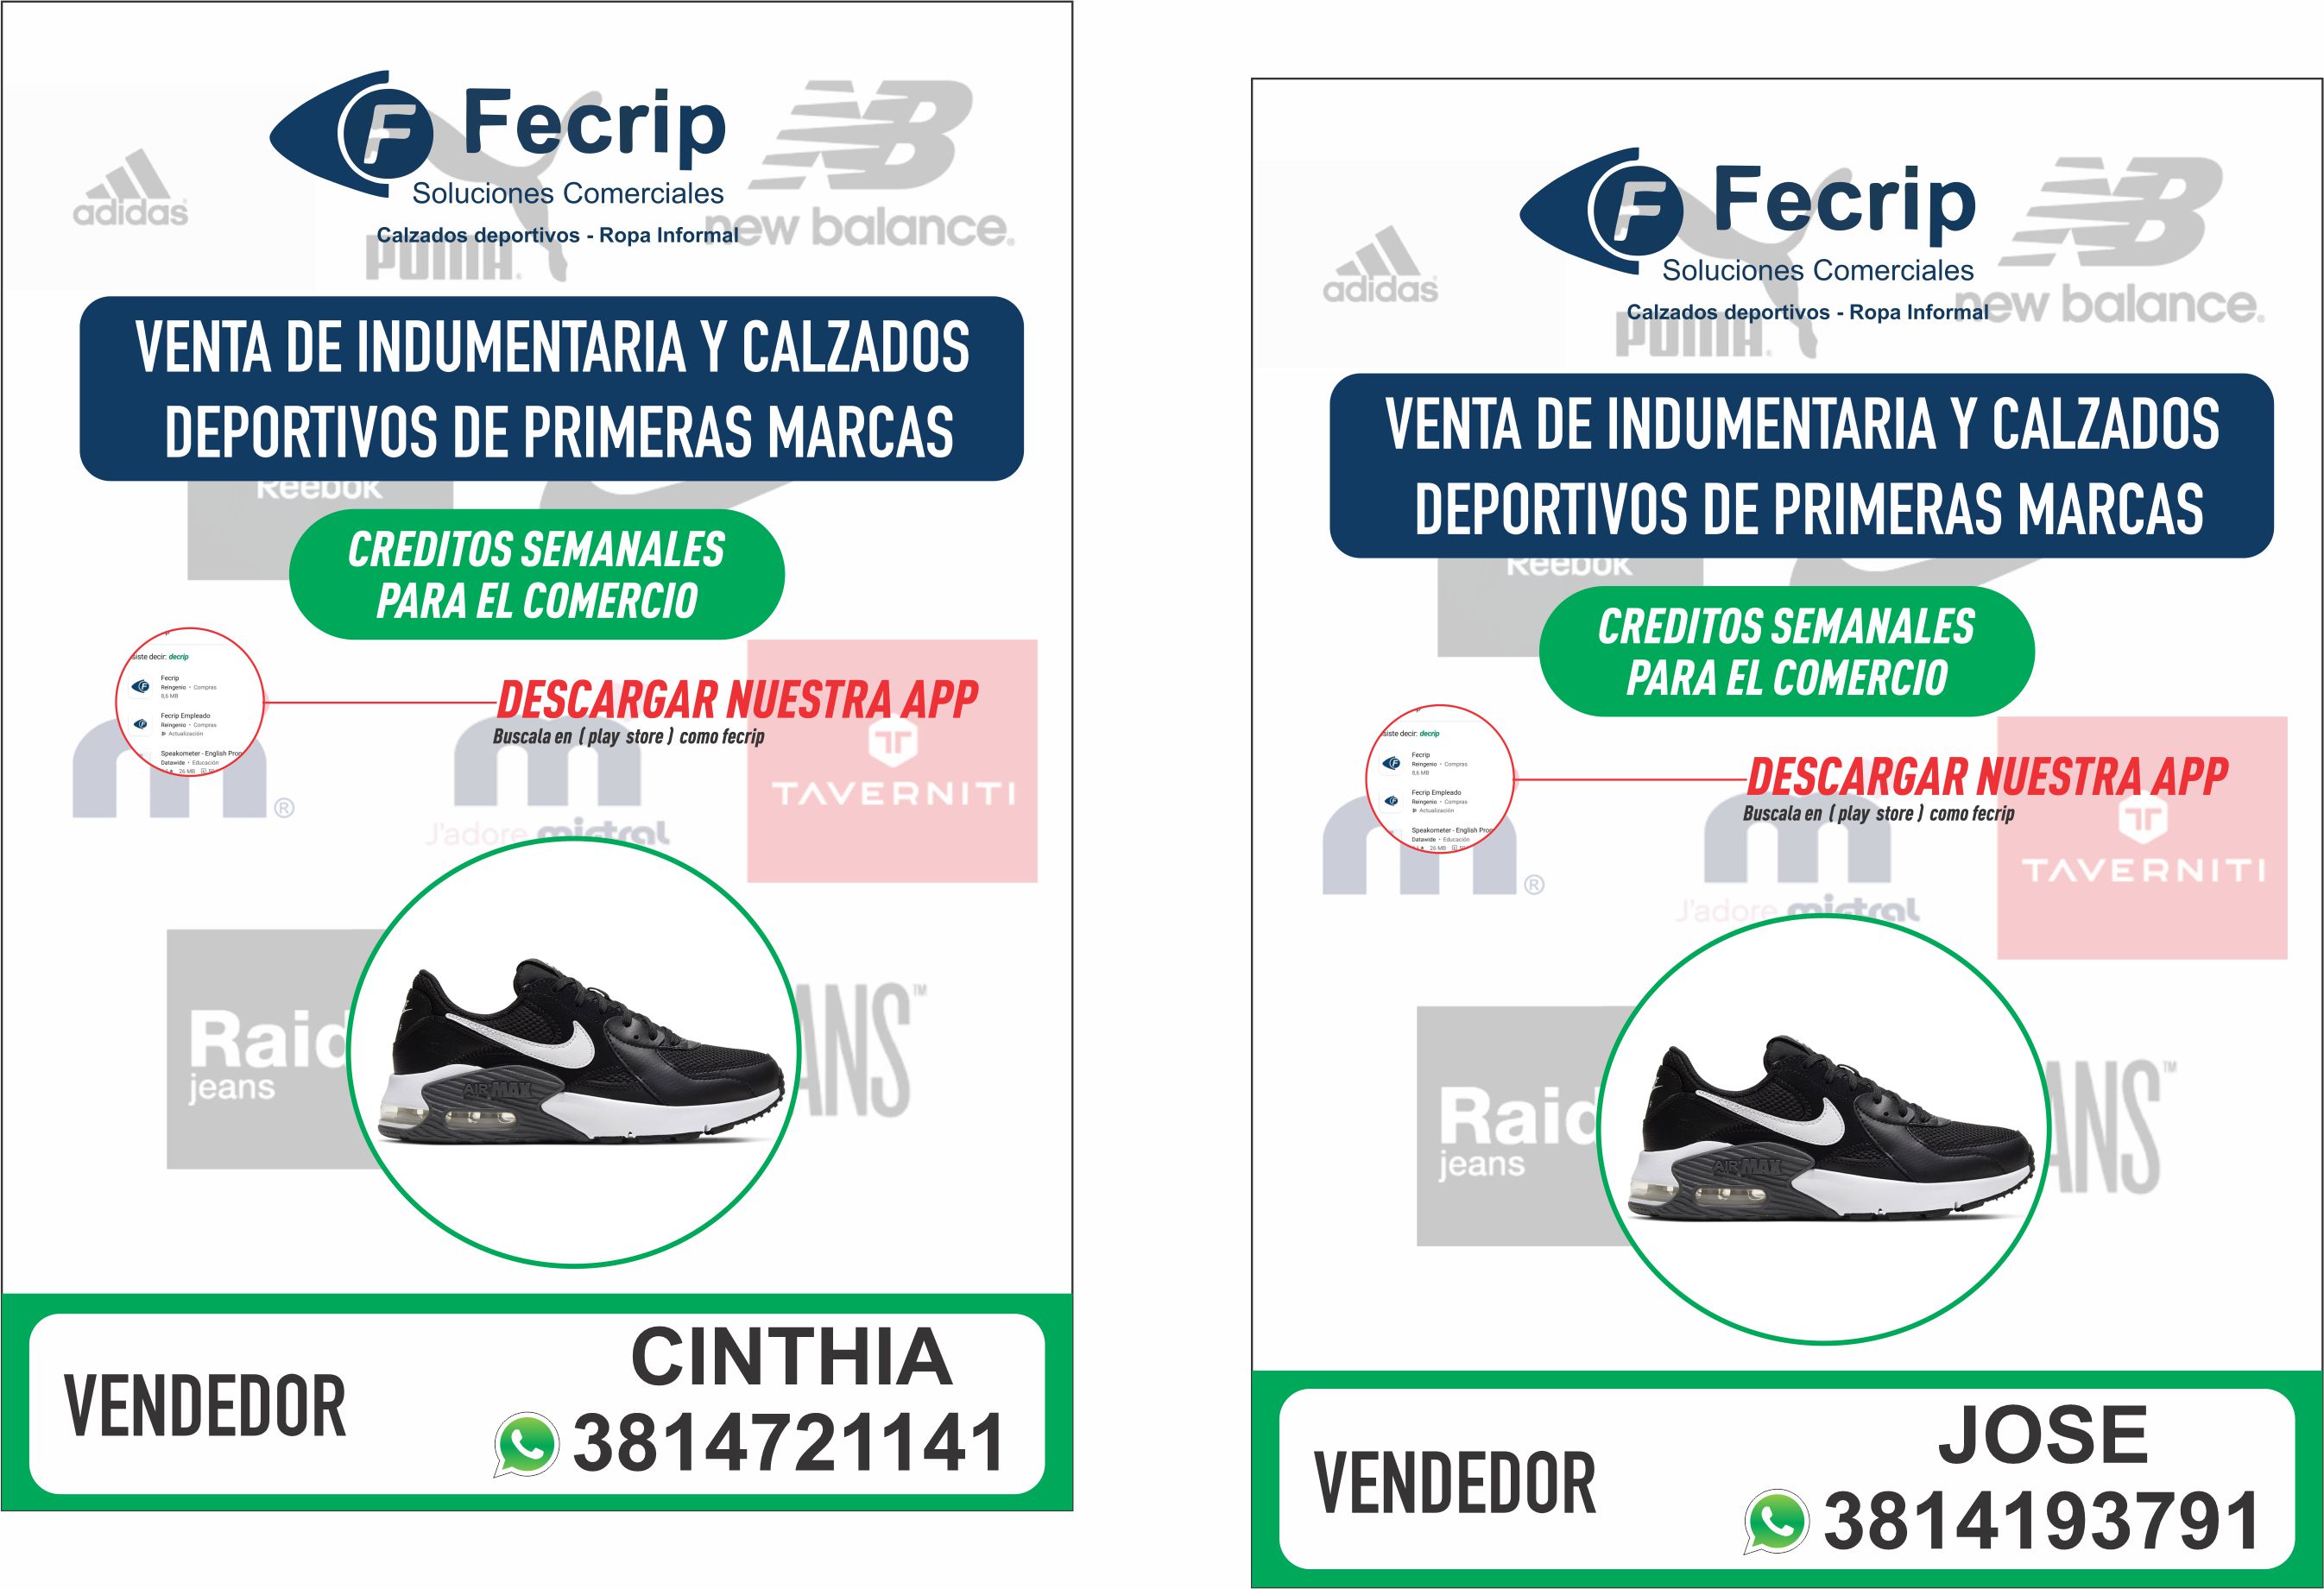 adidas
F
Fecrip
Soluciones Comerciales
Calzados deportivos - Ropa Informal
PUMA
new balance.
VENTA DE INDUMENTARIA Y CALZADOS
DEPORTIVOS DE PRIMERAS MARCAS
Reebok
CREDITOS SEMANALES
PARA EL COMERCIO
siste decir: decrip
Fecrip
Reingenio • Compras
8,6 MB
Fecrip Empleado
Reingenio • Compras
Actualización
Speakometer - English Pron
Datawide • Educación
26 MB
DESCARGAR NUESTRA APP
Buscala en ( play store ) como fecrip
m®
m
J'adore mistral
TAVERNITI
Raid
jeans
ANS™
AIR MAX
VENDEDOR
CINTHIA
3814721141
adidas
F
Fecrip
Soluciones Comerciales
Calzados deportivos - Ropa Informal
PUMA
new balance.
VENTA DE INDUMENTARIA Y CALZADOS
DEPORTIVOS DE PRIMERAS MARCAS
Reebok
CREDITOS SEMANALES
PARA EL COMERCIO
siste decir: decrip
Fecrip
Reingenio • Compras
8,6 MB
Fecrip Empleado
Reingenio • Compras
Actualización
Speakometer - English Pron
Datawide • Educación
26 MB
DESCARGAR NUESTRA APP
Buscala en ( play store ) como fecrip
m®
m
J'adore mistral
TAVERNITI
Raid
jeans
ANS™
AIR MAX
VENDEDOR
JOSE
3814193791